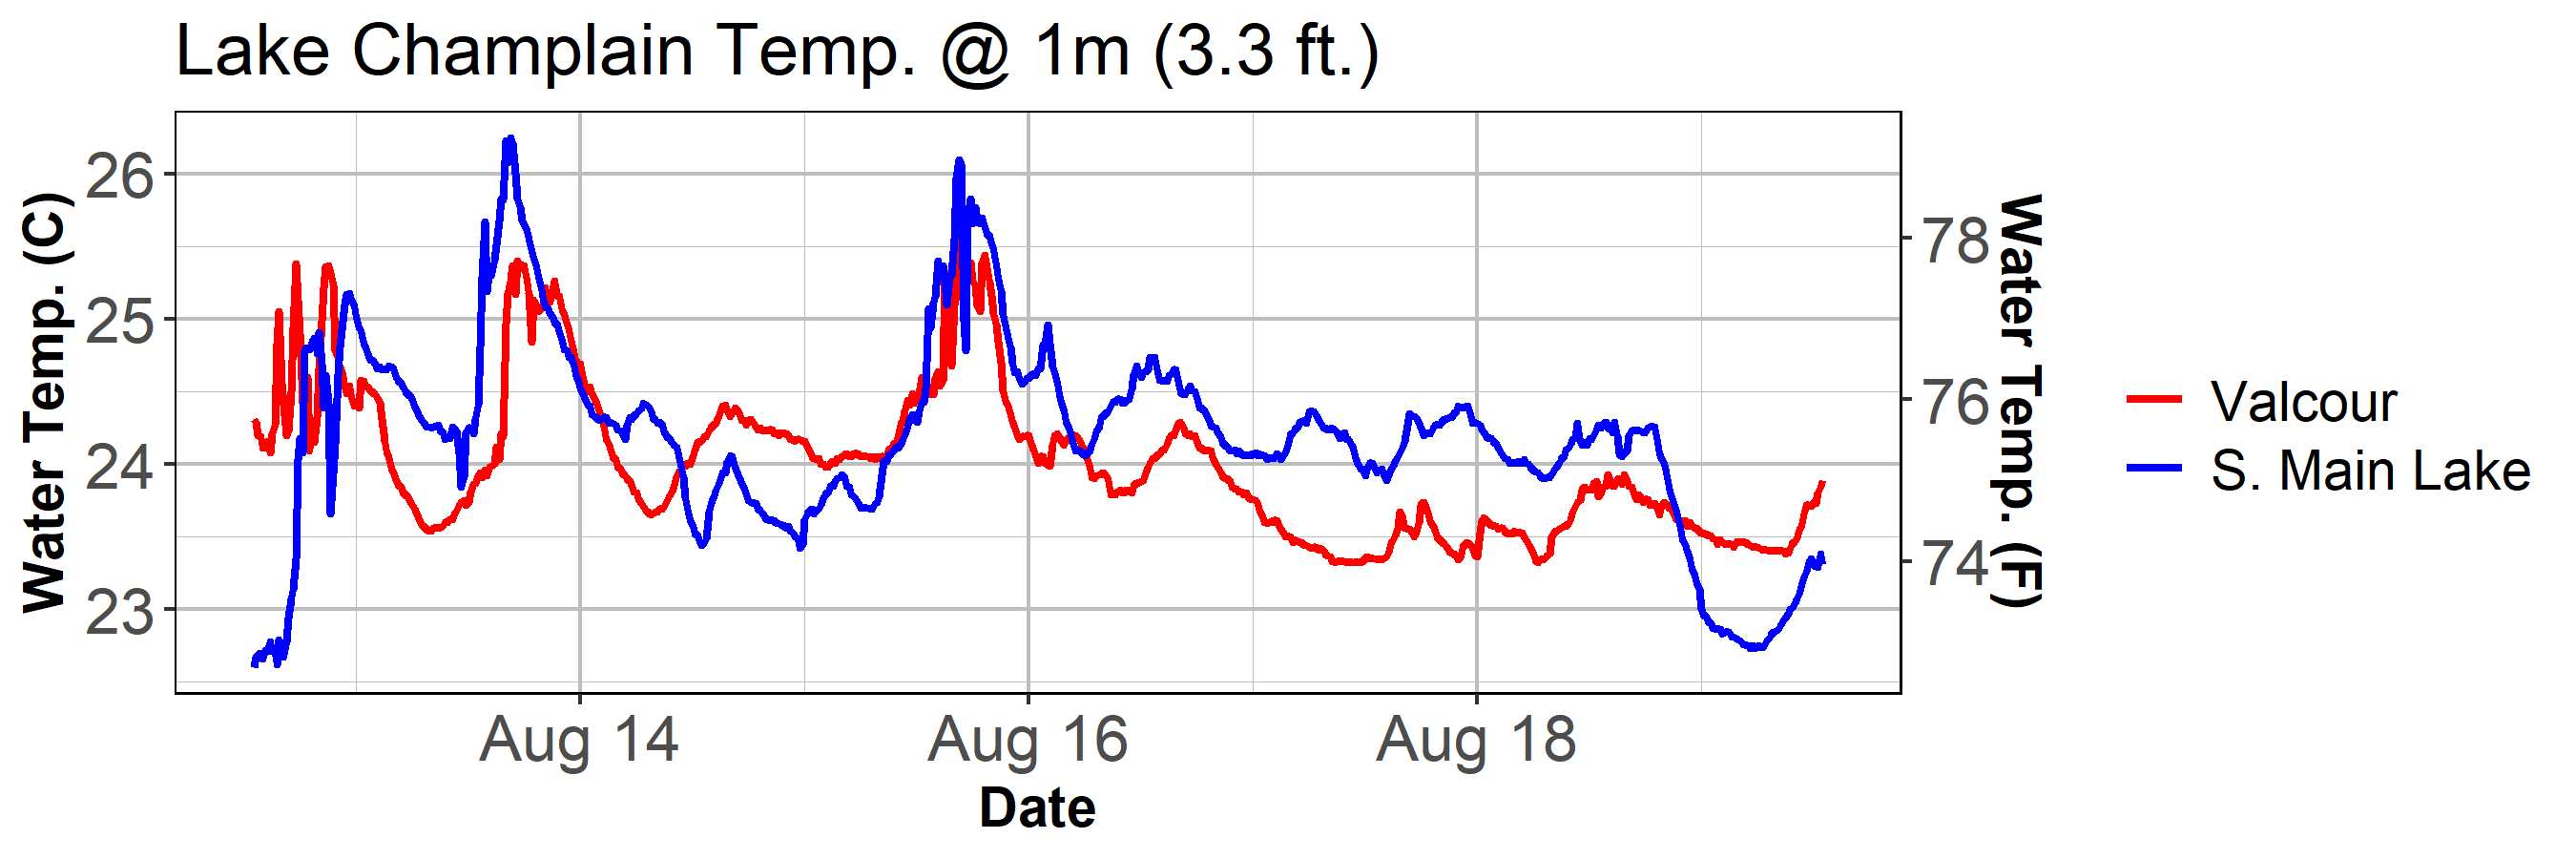 Lake Champlain Temp. @ 1m (3.3 ft.)
Water Temp. (C)
26
25
24
23
78
76
74
Water Temp. (F)
Aug 14
Aug 16
Aug 18
Date
Valcour
S. Main Lake